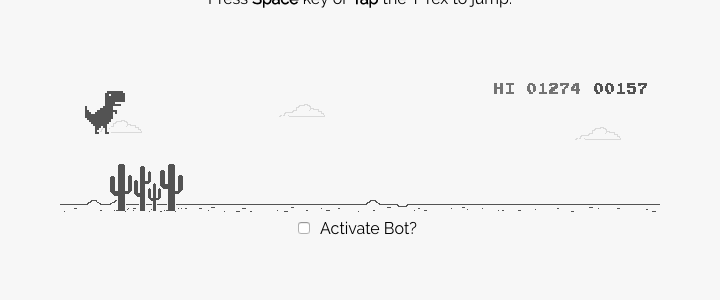 Press Space key or Tap the T-Rex to jump.
HI 01274 00157
Activate Bot?